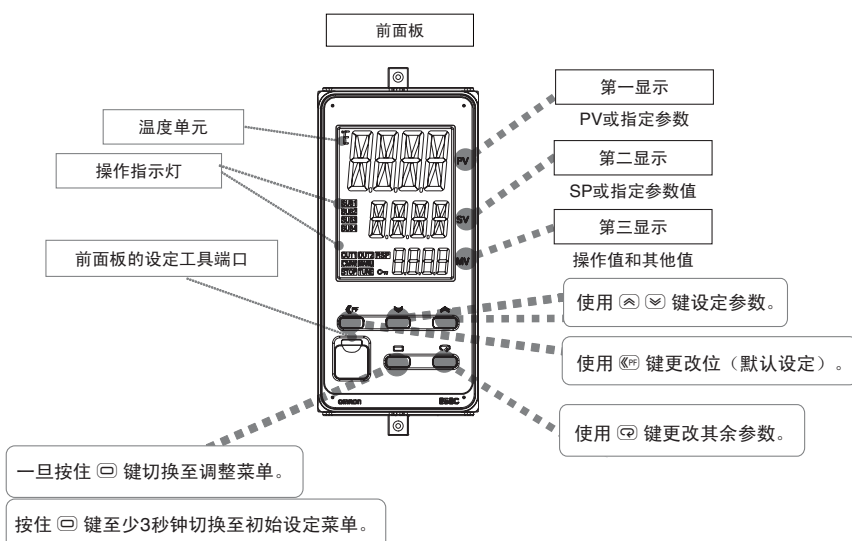 前面板
温度单元
操作指示灯
前面板的设定工具端口
第一显示
PV或指定参数
第二显示
SP或指定参数值
第三显示
操作值和其他值
PV
SV
MV
SUB1
SUB2
SUB3
SUB4
OUT1 OUT2 RSP
CMW MANU
STOP TUNE
PF
omron
使用 键设定参数。
使用 PF 键更改位（默认设定）。
使用 键更改其余参数。
一旦按住 键切换至调整菜单。
按住 键至少3秒钟切换至初始设定菜单。